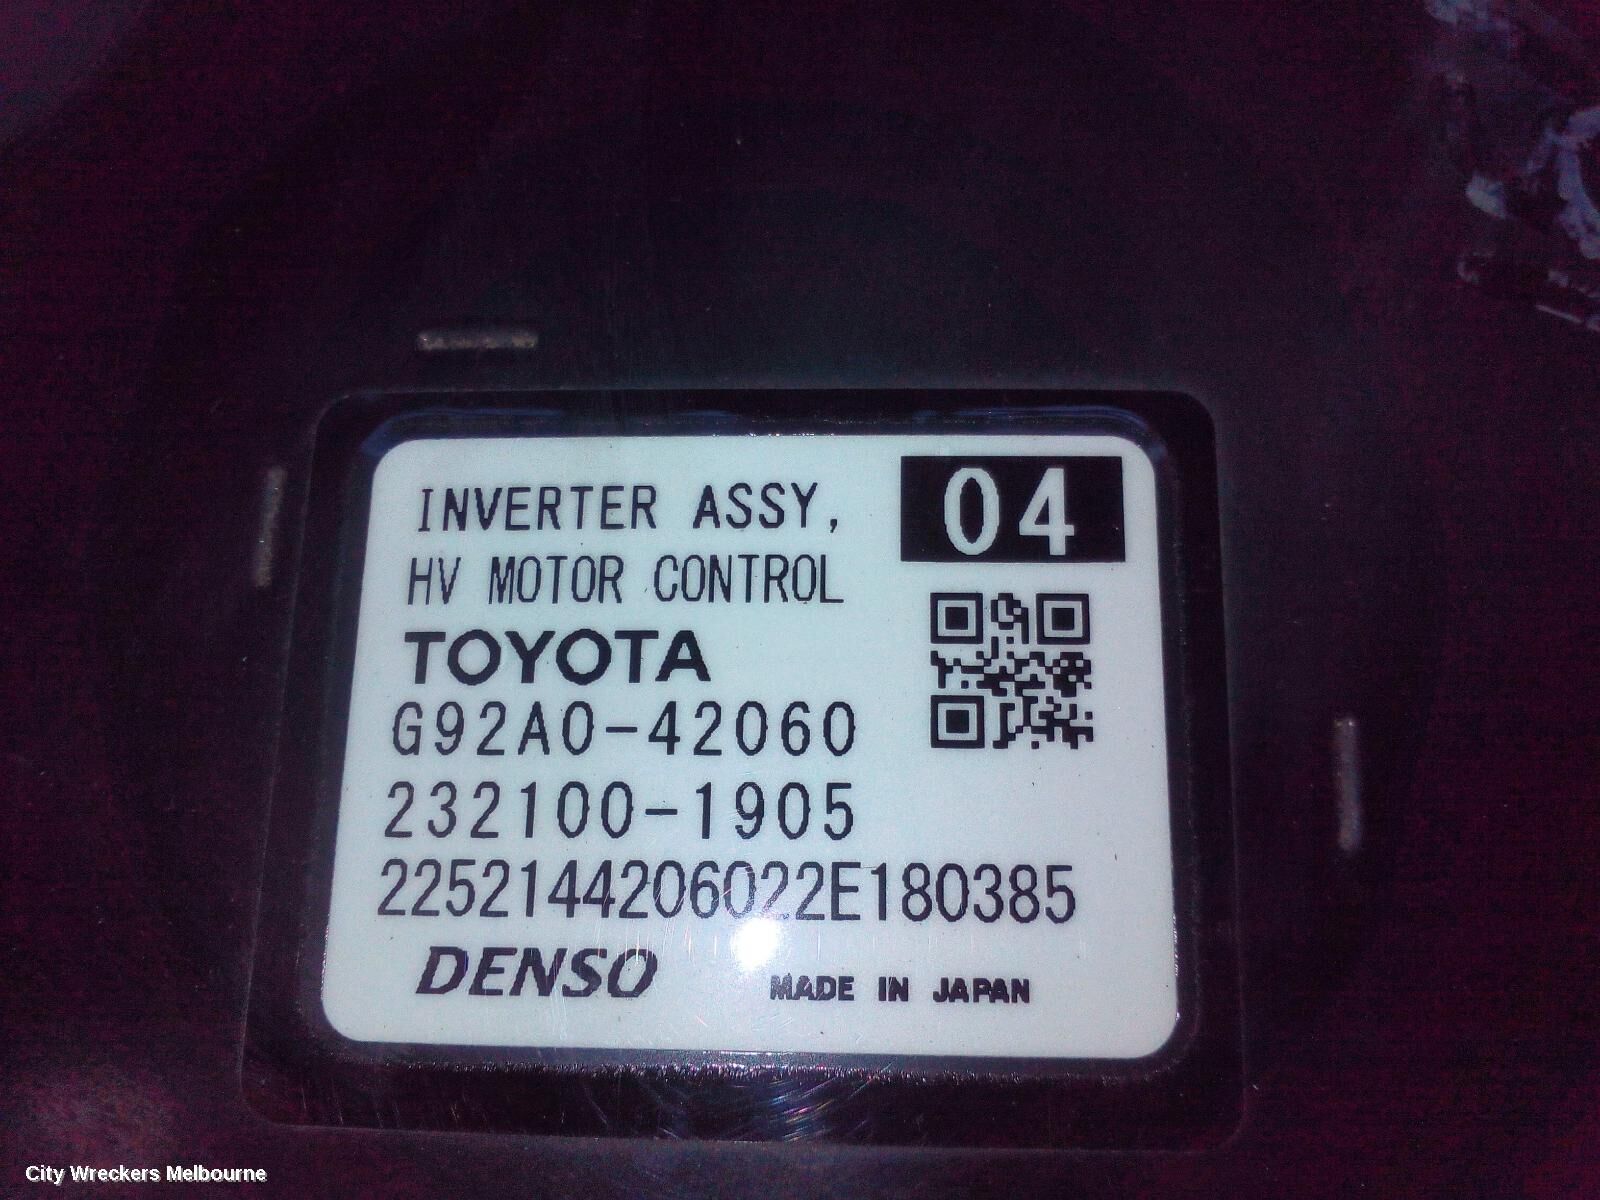 INVERTER ASSY,
04
HV MOTOR CONTROL
TOYOTA
G92A0-42060
232100-1905
2252144206022E180385
DENSO
MADE IN JAPAN
City Wreckers Melbourne